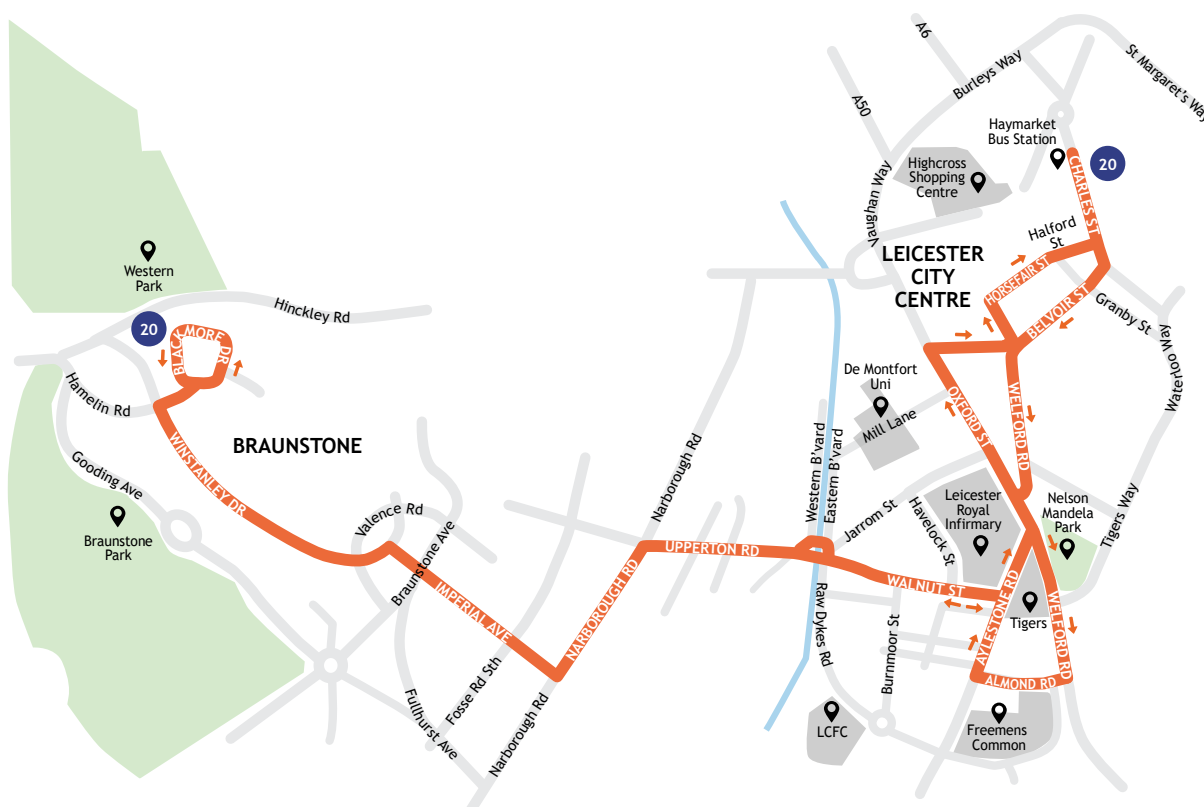 A6
A50
Burleys Way
St Margaret's Way
Haymarket
Bus Station
20
Highcross
Shopping
Centre
Vaughan Way
CHARLES ST
Halford
St
LEICESTER
CITY
CENTRE
HORSEFAIR ST
BELVOIR ST
Granby St
Waterloo Way
Western
Park
Hinckley Rd
20
BLACKMORE DR
Hamelin Rd
De Montfort
Uni
Mill Lane
OXFORD ST
WELFORD RD
BRAUNSTONE
WINSTANLEY DR
Gooding Ave
Braunstone
Park
Valence Rd
Braunstone Ave
Narborough Rd
Western B'vard
Eastern B'vard
Jarrom St
Havelock St
Leicester
Royal
Infirmary
Nelson
Mandela
Park
Tigers Way
UPPERTON RD
WALNUT ST
IMPERIAL AVE
NARBOROUGH RD
Raw Dykes Rd
Burnmoor St
AYLESTONE RD
Tigers
WELFORD RD
ALMOND RD
Fosse Rd Sth
Fullhurst Ave
Narborough Rd
LCFC
Freemens
Common